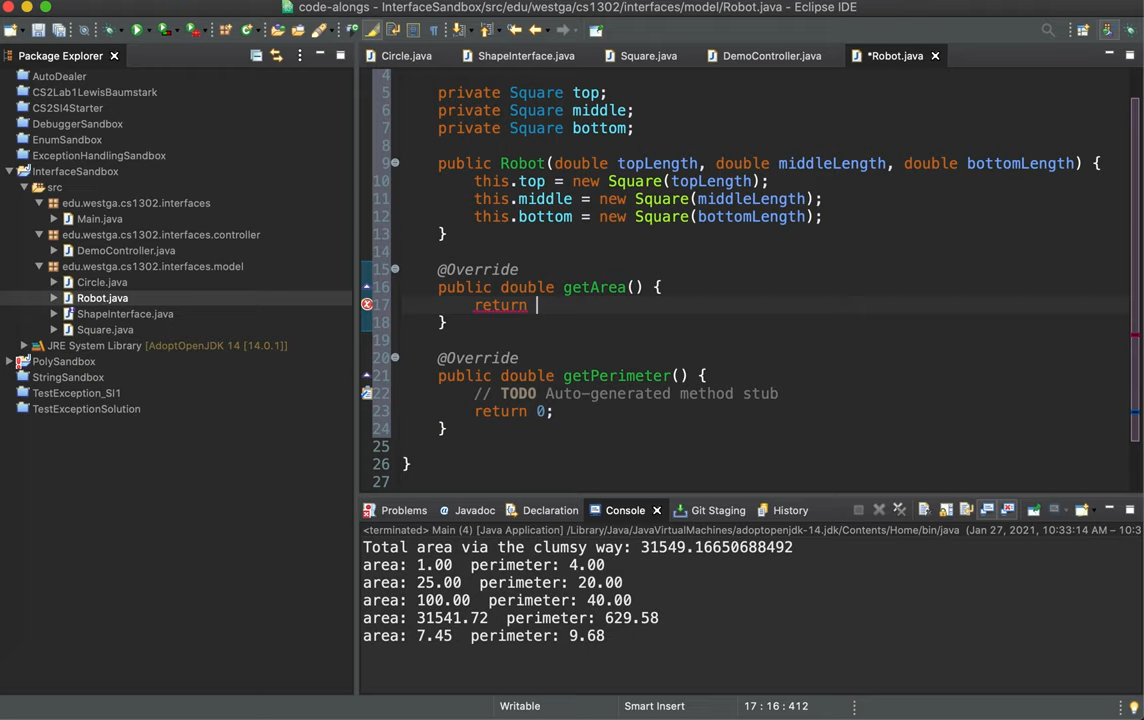 code-alongs - InterfaceSandbox/src/edu/westga/cs1302/interfaces/model/Robot.java - Eclipse IDE
Package Explorer
Circle.java
ShapeInterface.java
Square.java
DemoController.java
*Robot.java
AutoDealer
CS2Lab1LewisBaumstark
CS2SI4Starter
DebuggerSandbox
EnumSandbox
ExceptionHandlingSandbox
InterfaceSandbox
src
edu.westga.cs1302.interfaces
Main.java
edu.westga.cs1302.interfaces.controller
DemoController.java
edu.westga.cs1302.interfaces.model
Circle.java
Robot.java
ShapeInterface.java
Square.java
JRE System Library [AdoptOpenJDK 14 [14.0.1]]
PolySandbox
StringSandbox
TestException_SI1
TestExceptionSolution
4
5 private Square top;
6 private Square middle;
7 private Square bottom;
8
9 public Robot(double topLength, double middleLength, double bottomLength) {
10 this.top = new Square(topLength);
11 this.middle = new Square(middleLength);
12 this.bottom = new Square(bottomLength);
13 }
14
15 @Override
16 public double getArea() {
17 return
18 }
19
20 @Override
21 public double getPerimeter() {
22 // TODO Auto-generated method stub
23 return 0;
24 }
25
26 }
27
Problems
Javadoc
Declaration
Console
Git Staging
History
<terminated> Main (4) [Java Application] /Library/Java/JavaVirtualMachines/adoptopenjdk-14.jdk/Contents/Home/bin/java (Jan 27, 2021, 10:33:14 AM – 10:3
Total area via the clumsy way: 31549.16650688492
area: 1.00 perimeter: 4.00
area: 25.00 perimeter: 20.00
area: 100.00 perimeter: 40.00
area: 31541.72 perimeter: 629.58
area: 7.45 perimeter: 9.68
Writable
Smart Insert
17 : 16 : 412